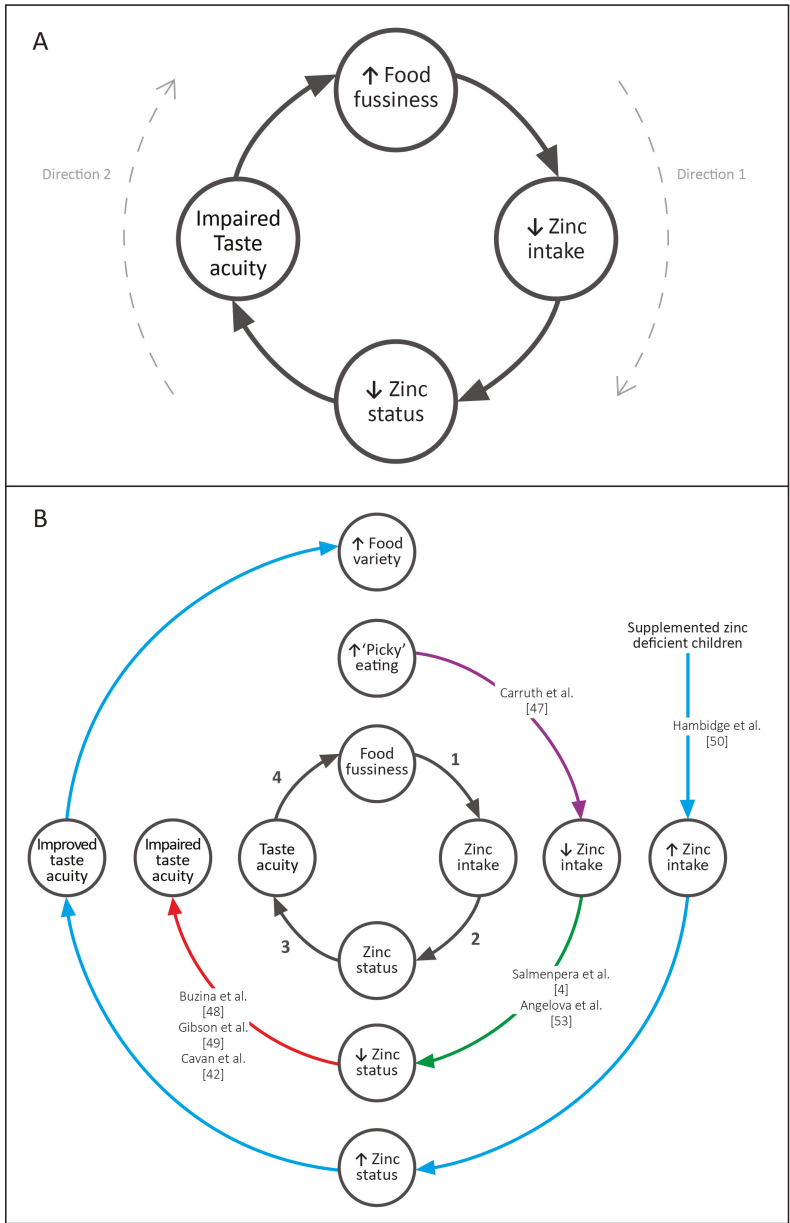 A
↑ Food
fussiness
Direction 2
Direction 1
Impaired
Taste
acuity
↓ Zinc
intake
↓ Zinc
status
B
↑ Food
variety
↑ 'Picky'
eating
Supplemented zinc
deficient children
Carruth et al.
[47]
Hambidge et al.
[50]
Food
fussiness
1
4
Improved
taste
acuity
Impaired
taste
acuity
Taste
acuity
Zinc
intake
↓ Zinc
intake
↑ Zinc
intake
3
2
Zinc
status
Salmenpera et al.
[4]
Angelova et al.
[53]
Buzina et al.
[48]
Gibson et al.
[49]
Cavan et al.
[42]
↓ Zinc
status
↑ Zinc
status